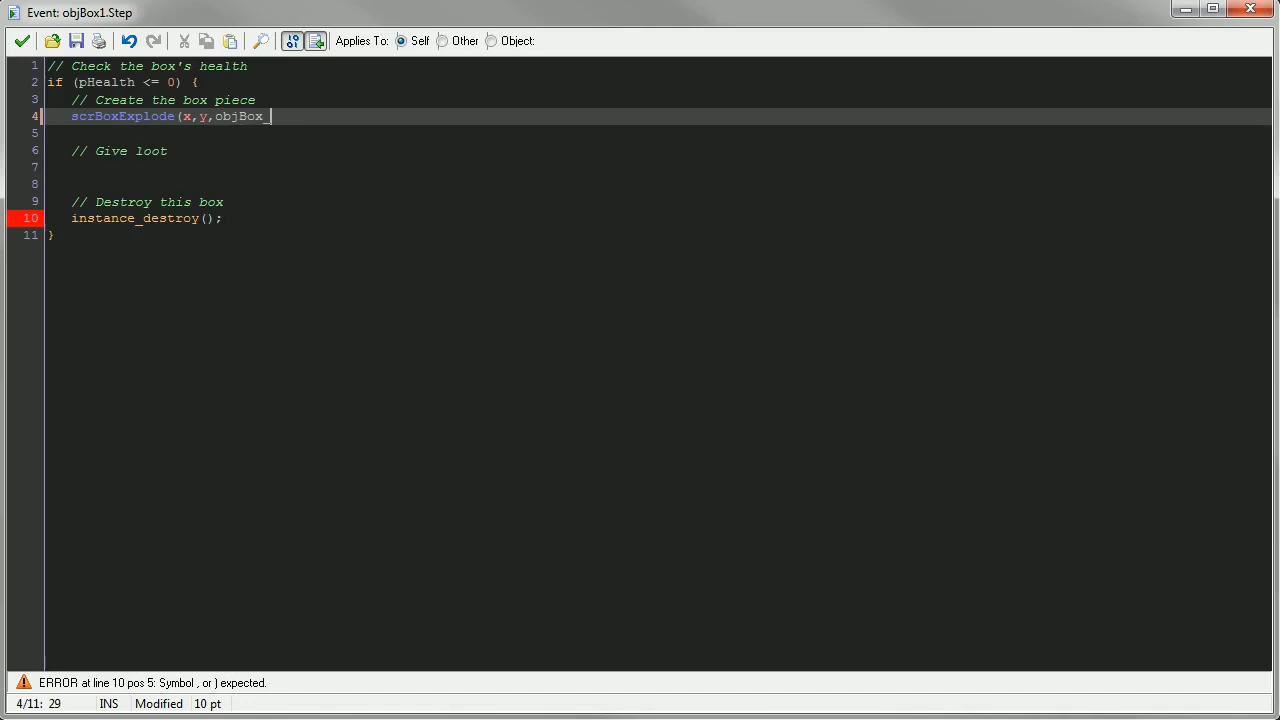 Event: objBox1.Step
Applies To: Self Other Object:
1 // Check the box's health
2 if (pHealth <= 0) {
3 // Create the box piece
4 scrBoxExplode(x,y,objBox_
5
6 // Give loot
7
8
9 // Destroy this box
10 instance_destroy();
11 }
ERROR at line 10 pos 5: Symbol , or ) expected.
4/11: 29 INS Modified 10 pt